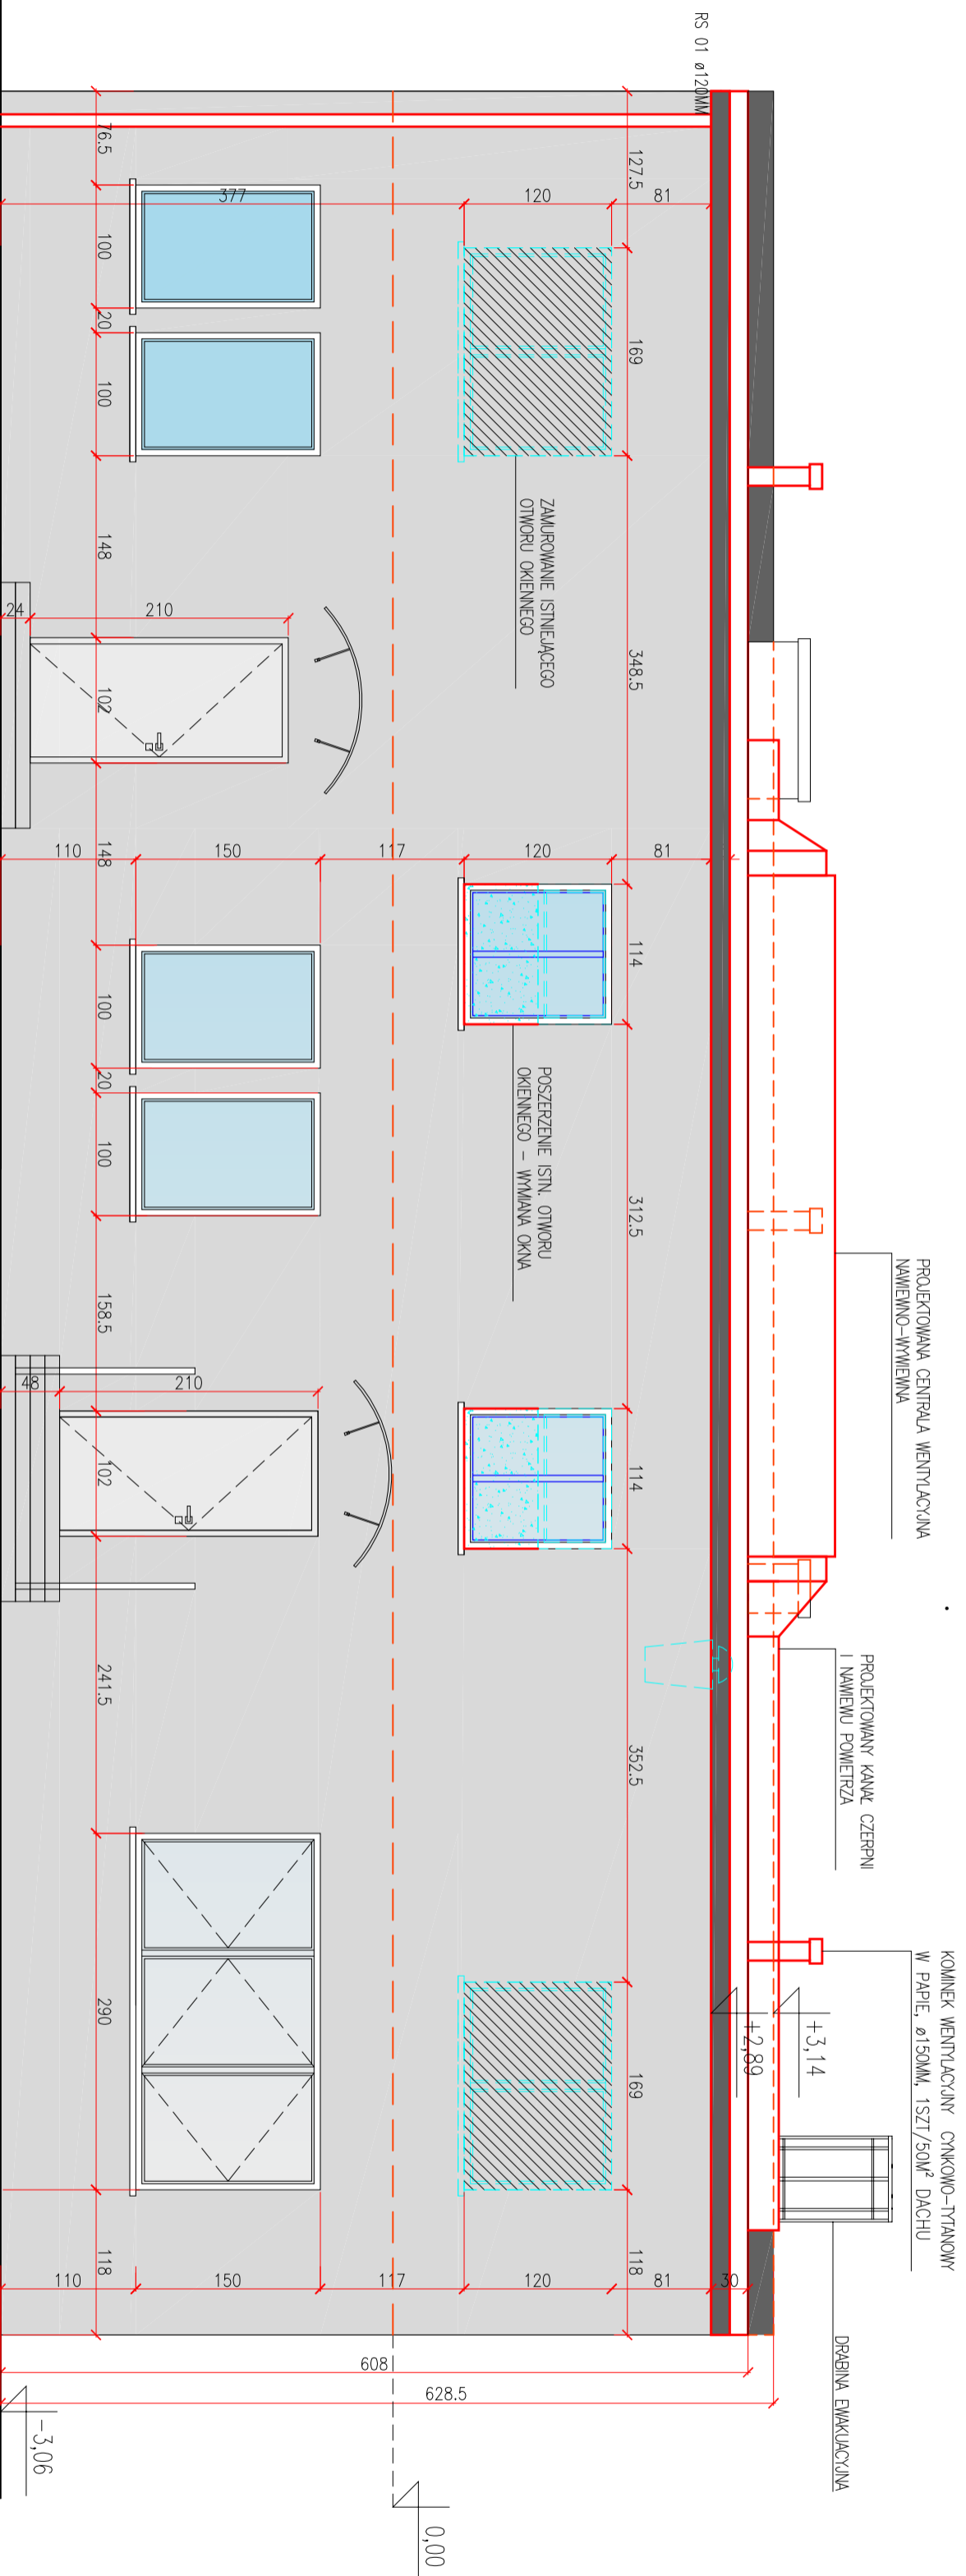 KOMINEK WENTYLACYJNY CYNKOWO-TYTANOWY
W PAPIE, ø150MM, 1SZT/50M² DACHU
PROJEKTOWANA CENTRALA WENTYLACYJNA
NAWIEWNO-WYWIEWNA
PROJEKTOWANY KANAŁ CZERPNI
I NAWIEWU POWIETRZA
DRABINA EWAKUACYJNA
+3,14
+2,89
RS 01 ø120MM
127.5 169 348.5 114 312.5 114 352.5 169 118
ZAMUROWANIE ISTNIEJĄCEGO
OTWORU OKIENNEGO
POSZERZENIE ISTN. OTWORU
OKIENNEGO - WYMIANA OKNA
0,00
76.5 100 20 100 148 102 148 100 20 100 158.5 102 241.5 290 118
-3,06
81
120
377
210
24
81
120
117
150
110
210
48
30
81
120
117
150
110
608
628.5